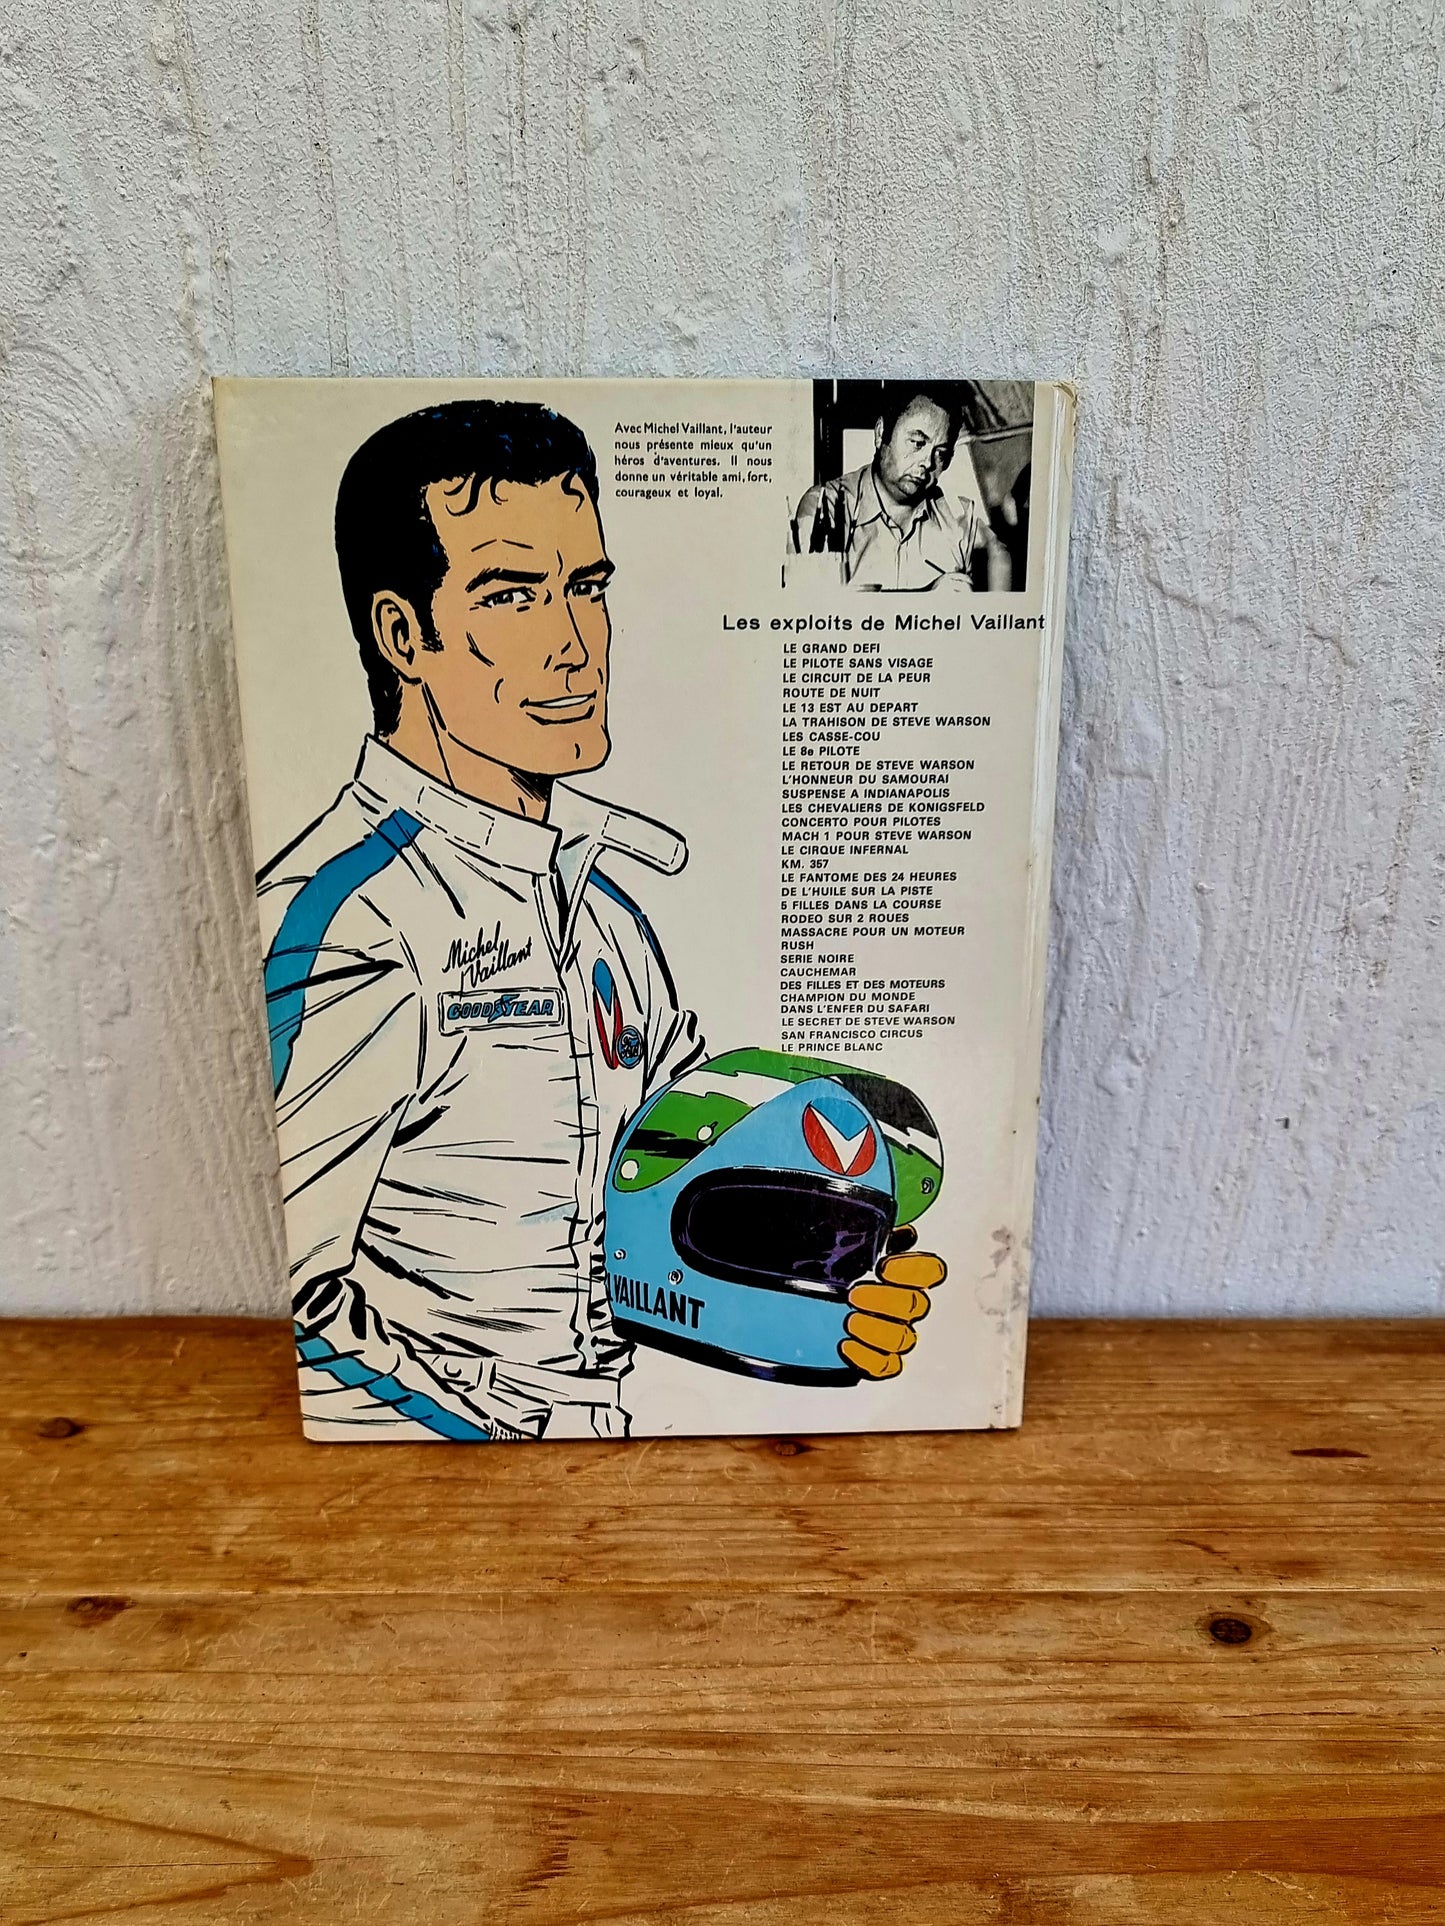 Avec Michel Vaillant, l'auteur
nous présente mieux qu'un
héros d'aventures. Il nous
donne un véritable ami, fort,
courageux et loyal.
Les exploits de Michel Vaillant
LE GRAND DEFI
LE PILOTE SANS VISAGE
LE CIRCUIT DE LA PEUR
ROUTE DE NUIT
LE 13 EST AU DEPART
LA TRAHISON DE STEVE WARSON
LES CASSE-COU
LE 8e PILOTE
LE RETOUR DE STEVE WARSON
L'HONNEUR DU SAMOURAI
SUSPENSE A INDIANAPOLIS
LES CHEVALIERS DE KONIGSFELD
CONCERTO POUR PILOTES
MACH 1 POUR STEVE WARSON
LE CIRQUE INFERNAL
KM. 357
LE FANTOME DES 24 HEURES
DE L'HUILE SUR LA PISTE
5 FILLES DANS LA COURSE
RODEO SUR 2 ROUES
MASSACRE POUR UN MOTEUR
RUSH
SERIE NOIRE
CAUCHEMAR
DES FILLES ET DES MOTEURS
CHAMPION DU MONDE
DANS L'ENFER DU SAFARI
LE SECRET DE STEVE WARSON
SAN FRANCISCO CIRCUS
LE PRINCE BLANC
Michel
Vaillant
GOODYEAR
L VAILLANT